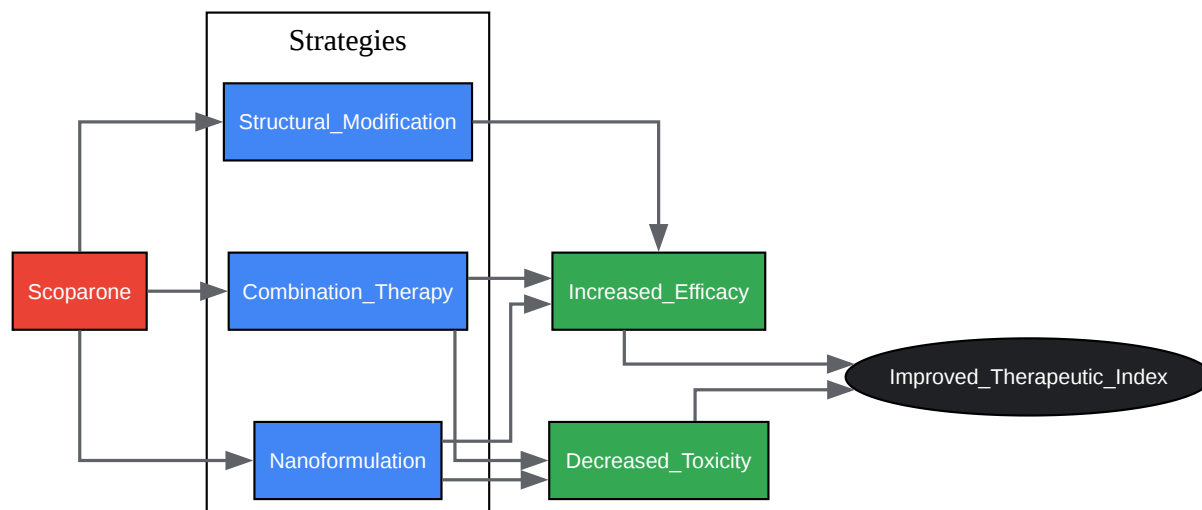 Strategies
Structural_Modification
Scoparone
Combination_Therapy
Increased_Efficacy
Improved_Therapeutic_Index
Nanoformulation
Decreased_Toxicity